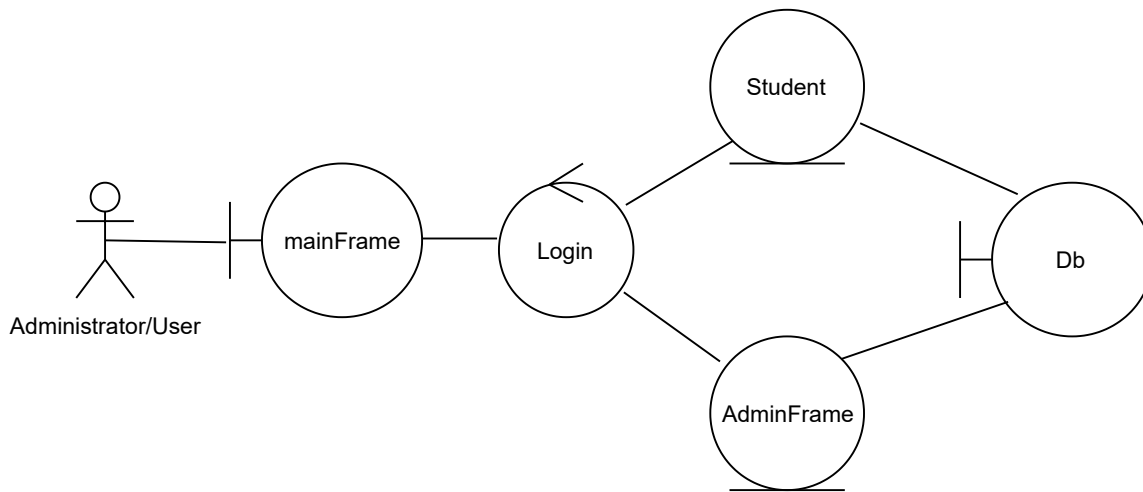 Student
mainFrame
Login
Db
Administrator/User
AdminFrame